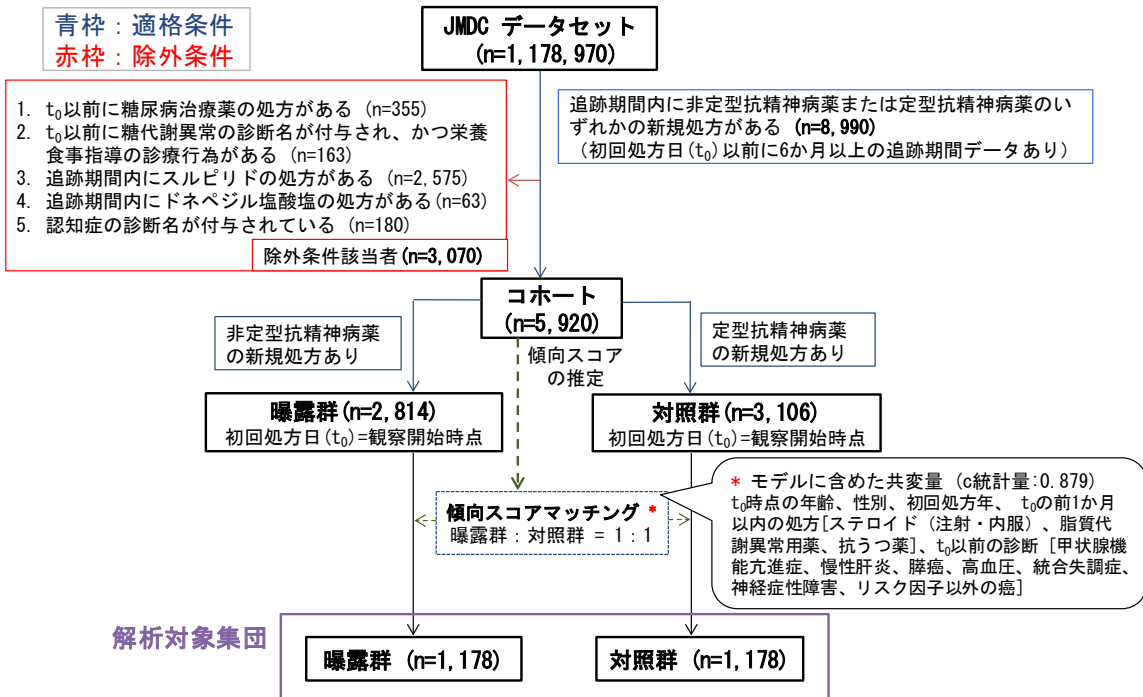 青枠：適格条件
赤枠：除外条件
JMDC データセット
(n=1,178,970)
1. t0以前に糖尿病治療薬の処方がある (n=355)
2. t0以前に糖代謝異常の診断名が付与され、かつ栄養
食事指導の診療行為がある (n=163)
3. 追跡期間内にスルピリドの処方がある (n=2,575)
4. 追跡期間内にドネペジル塩酸塩の処方がある(n=63)
5. 認知症の診断名が付与されている (n=180)
除外条件該当者(n=3,070)
追跡期間内に非定型抗精神病薬または定型抗精神病薬のい
ずれかの新規処方がある (n=8,990)
（初回処方日(t0)以前に6か月以上の追跡期間データあり）
コホート
(n=5,920)
非定型抗精神病薬
の新規処方あり
傾向スコア
の推定
定型抗精神病薬
の新規処方あり
曝露群(n=2,814)
初回処方日(t0)=観察開始時点
対照群(n=3,106)
初回処方日(t0)=観察開始時点
傾向スコアマッチング *
曝露群：対照群 = 1：1
* モデルに含めた共変量（c統計量:0.879）
t0時点の年齢、性別、初回処方年、 t0の前1か月
以内の処方[ステロイド（注射・内服）、脂質代
謝異常用薬、抗うつ薬]、t0以前の診断 [甲状腺機
能亢進症、慢性肝炎、膵癌、高血圧、統合失調症、
神経症性障害、リスク因子以外の癌]
解析対象集団
曝露群 (n=1,178)
対照群 (n=1,178)